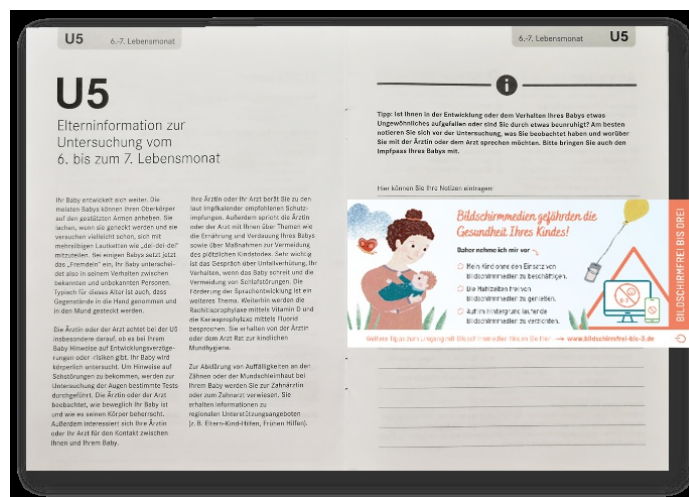 U5 6.-7. Lebensmonat
U5
Elterninformation zur
Untersuchung vom
6. bis zum 7. Lebensmonat
Ihr Baby entwickelt sich weiter. Die
meisten Babys können ihren Oberkörper
auf den gestützten Armen anheben. Sie
lachen, wenn sie geneckt werden und sie
versuchen vielleicht schon, sich mit
mehrsilbigen Lautketten wie „dei-dei-dei“
mitzuteilen. Bei einigen Babys setzt jetzt
das „Fremdeln“ ein, Ihr Baby unterschei-
det also in seinem Verhalten zwischen
bekannten und unbekannten Personen.
Typisch für dieses Alter ist auch, dass
Gegenstände in die Hand genommen und
in den Mund gesteckt werden.
Die Ärztin oder der Arzt achtet bei der U5
insbesondere darauf, ob es bei Ihrem
Baby Hinweise auf Entwicklungsverzöge-
rungen oder -risiken gibt. Ihr Baby wird
körperlich untersucht. Um Hinweise auf
Sehstörungen zu bekommen, werden zur
Untersuchung der Augen bestimmte Tests
durchgeführt. Die Ärztin oder der Arzt
beobachtet, wie beweglich Ihr Baby ist
und wie es seinen Körper beherrscht.
Außerdem interessiert sich Ihre Ärztin
oder Ihr Arzt für den Kontakt zwischen
Ihnen und Ihrem Baby.
Ihre Ärztin oder Ihr Arzt berät Sie zu den
laut Impfkalender empfohlenen Schutz-
impfungen. Außerdem spricht die Ärztin
oder der Arzt mit Ihnen über Themen wie
die Ernährung und Verdauung Ihres Babys
sowie über Maßnahmen zur Vermeidung
des plötzlichen Kindstodes. Sehr wichtig
ist das Gespräch über Unfallverhütung, Ihr
Verhalten, wenn das Baby schreit und die
Vermeidung von Schlafstörungen. Die
Förderung der Sprachentwicklung ist ein
weiteres Thema. Weiterhin werden die
Rachitisprophylaxe mittels Vitamin D und
die Kariesprophylaxe mittels Fluorid
besprochen. Sie erhalten von der Ärztin
oder dem Arzt Rat zur kindlichen
Mundhygiene.
Zur Abklärung von Auffälligkeiten an den
Zähnen oder der Mundschleimhaut bei
Ihrem Baby werden Sie zur Zahnärztin
oder zum Zahnarzt verwiesen. Sie
erhalten Informationen zu
regionalen Unterstützungsangeboten
(z. B. Eltern-Kind-Hilfen, Frühen Hilfen).
6.-7. Lebensmonat U5
i
Tipp: Ist Ihnen in der Entwicklung oder dem Verhalten Ihres Babys etwas
Ungewöhnliches aufgefallen oder sind Sie durch etwas beunruhigt? Am besten
notieren Sie sich vor der Untersuchung, was Sie beobachtet haben und worüber
Sie mit der Ärztin oder dem Arzt sprechen möchten. Bitte bringen Sie auch den
Impfpass Ihres Babys mit.
Hier können Sie Ihre Notizen eintragen:
Bildschirmmedien gefährden die
Gesundheit Ihres Kindes!
Daher nehme ich mir vor
Mein Kind ohne den Einsatz von
Bildschirmmedien zu beschäftigen.
Die Mahlzeiten frei von
Bildschirmmedien zu genießen.
Auf im Hintergrund laufende
Bildschirmmedien zu verzichten.
Weitere Tipps zum Umgang mit Bildschirmmedien finden Sie hier www.bildschirmfrei-bis-3.de
BILDSCHIRMFREI BIS DREI